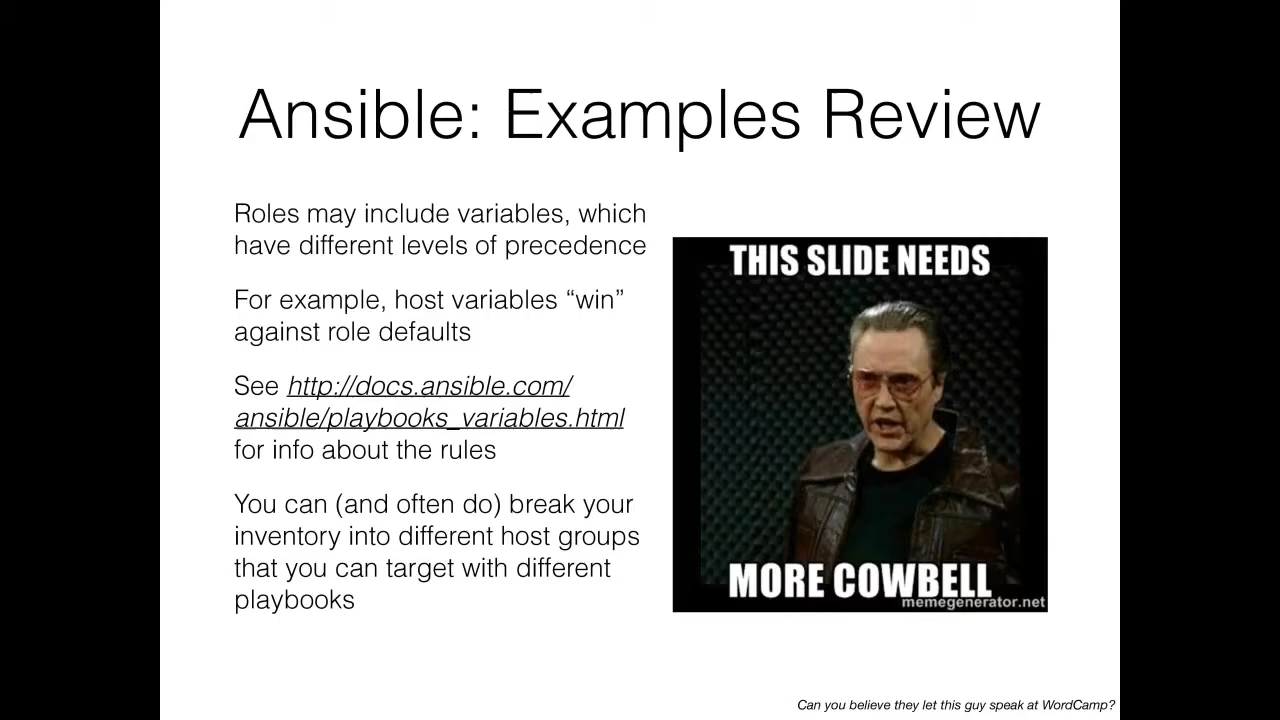 Ansible: Examples Review
Roles may include variables, which
have different levels of precedence
For example, host variables “win”
against role defaults
See http://docs.ansible.com/
ansible/playbooks_variables.html
for info about the rules
You can (and often do) break your
inventory into different host groups
that you can target with different
playbooks
THIS SLIDE NEEDS
MORE COWBELL
memegenerator.net
Can you believe they let this guy speak at WordCamp?